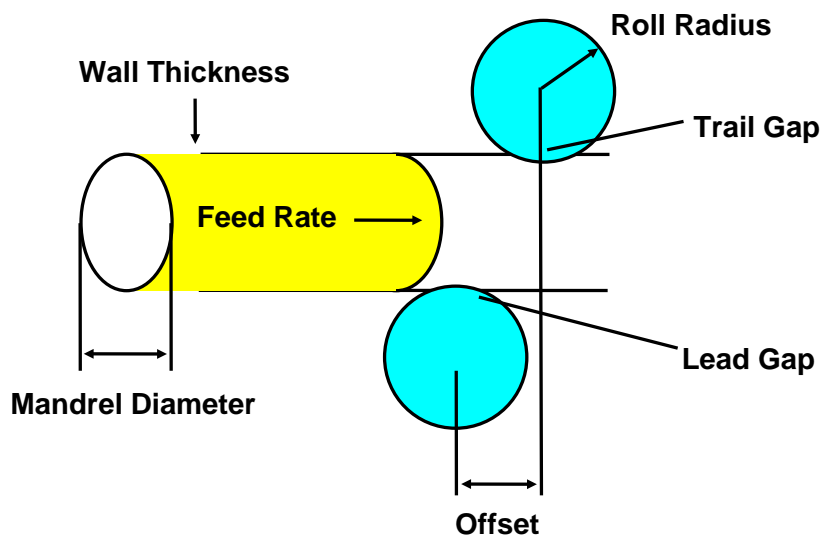 Roll Radius
Wall Thickness
Trail Gap
Feed Rate
Lead Gap
Mandrel Diameter
Offset